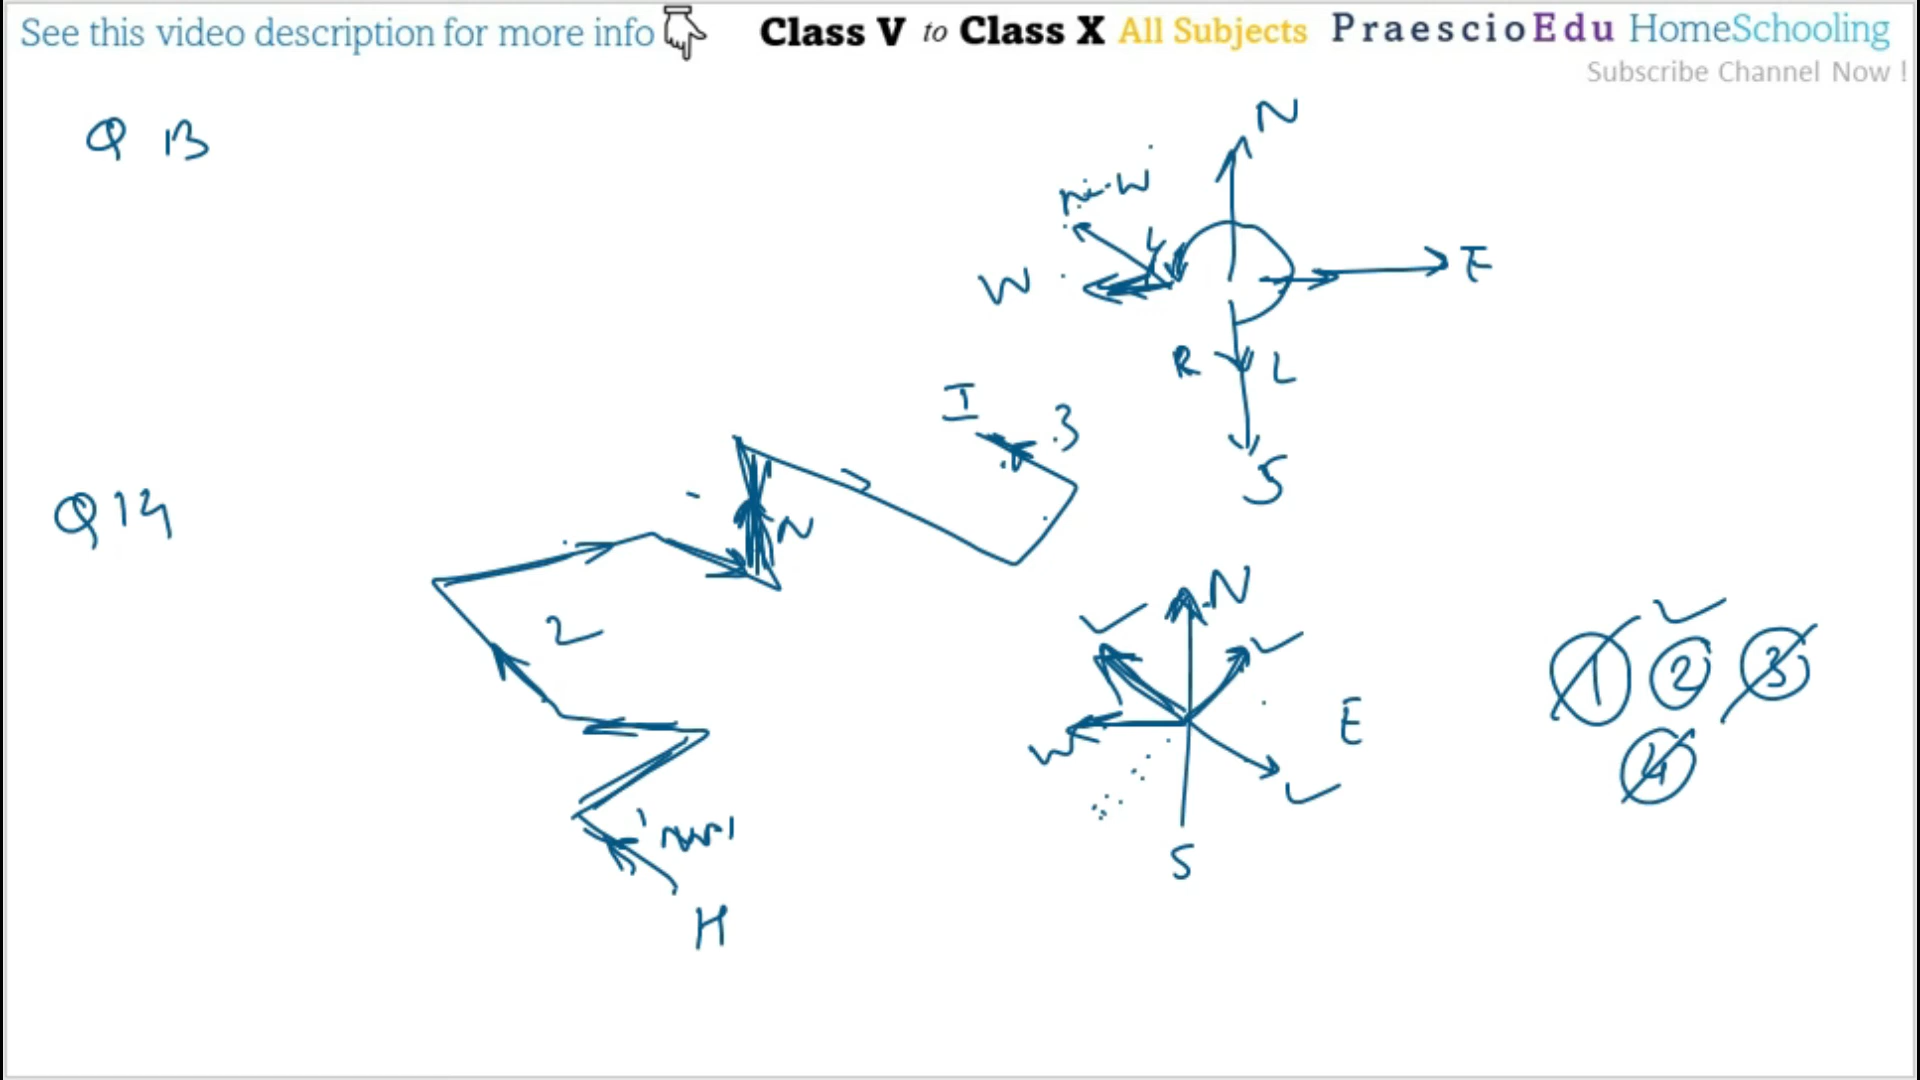 See this video description for more info Class V to Class X All Subjects PraescioEdu HomeSchooling
Subscribe Channel Now !
Q 13
N
W
E
L
R L
S
I
3
Q 14
N
2
N
W E
S
1 2 3
4
H